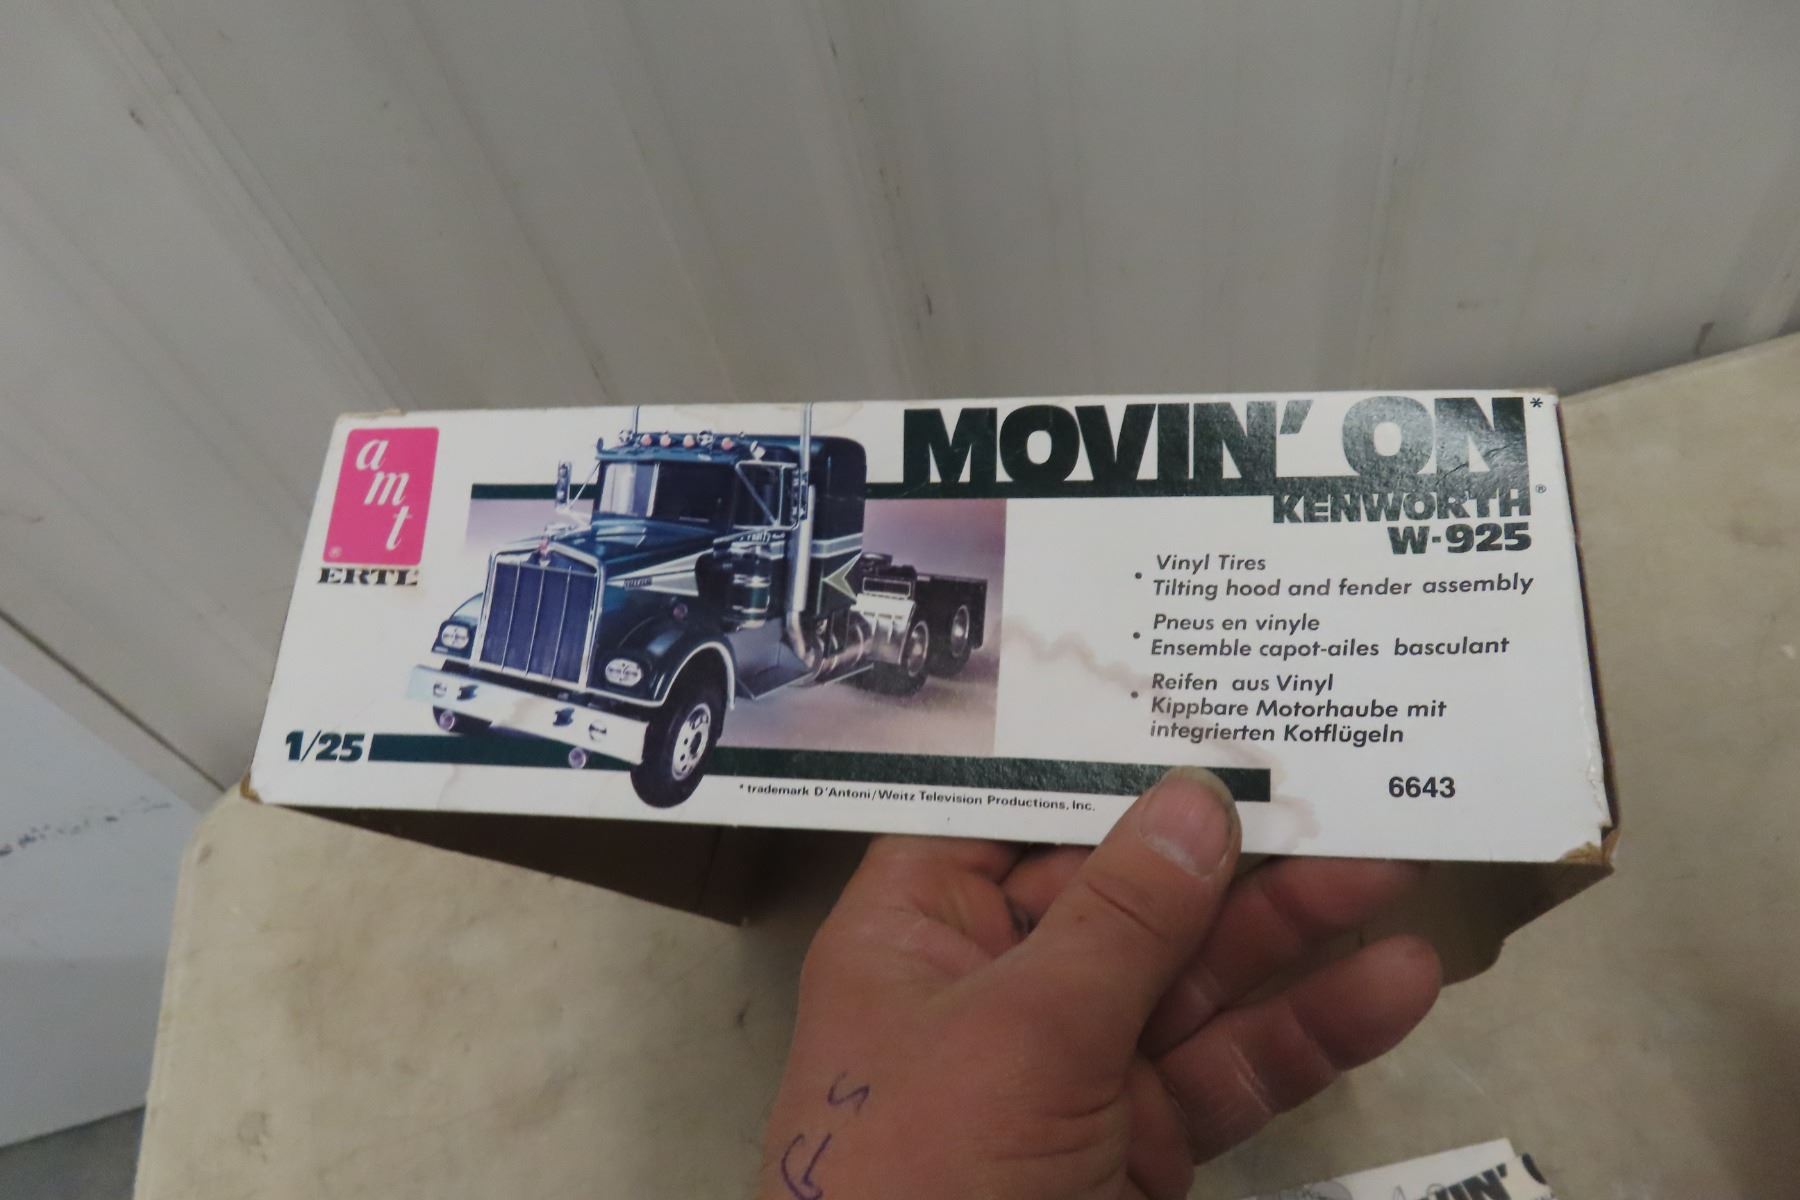 amt
®
ERTL
MOVIN' ON*
KENWORTH®
W-925
• Vinyl Tires
Tilting hood and fender assembly
• Pneus en vinyle
Ensemble capot-ailes basculant
• Reifen aus Vinyl
Kippbare Motorhaube mit
integrierten Kotflügeln
1/25
* trademark D'Antoni/Weitz Television Productions, Inc.
6643